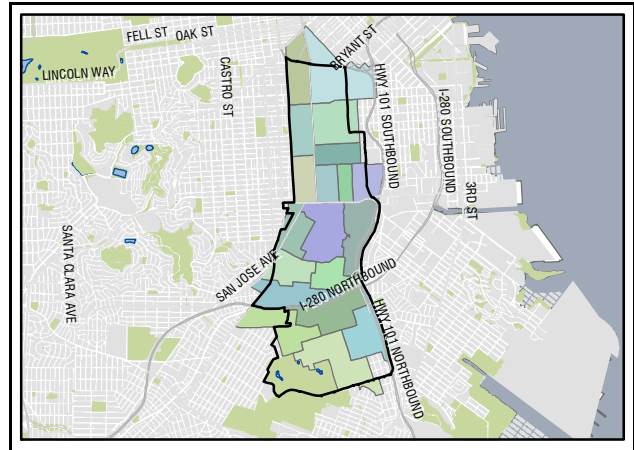 FELL ST
OAK ST
BRYANT ST
LINCOLN WAY
CASTRO ST
HWY 101 SOUTHBOUND
I-280 SOUTHBOUND
3RD ST
SANTA CLARA AVE
SAN JOSE AVE
I-280 NORTHBOUND
HWY 101 NORTHBOUND